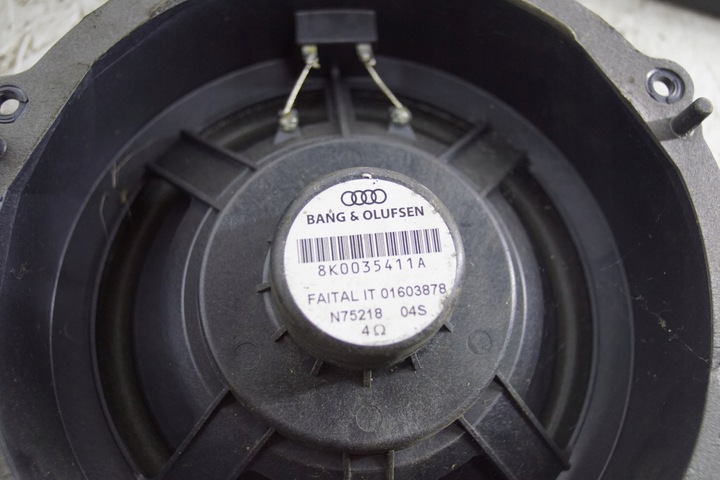 BANG & OLUFSEN
8K0035411A
FAITAL IT 01603878
N75218 04S
4Ω